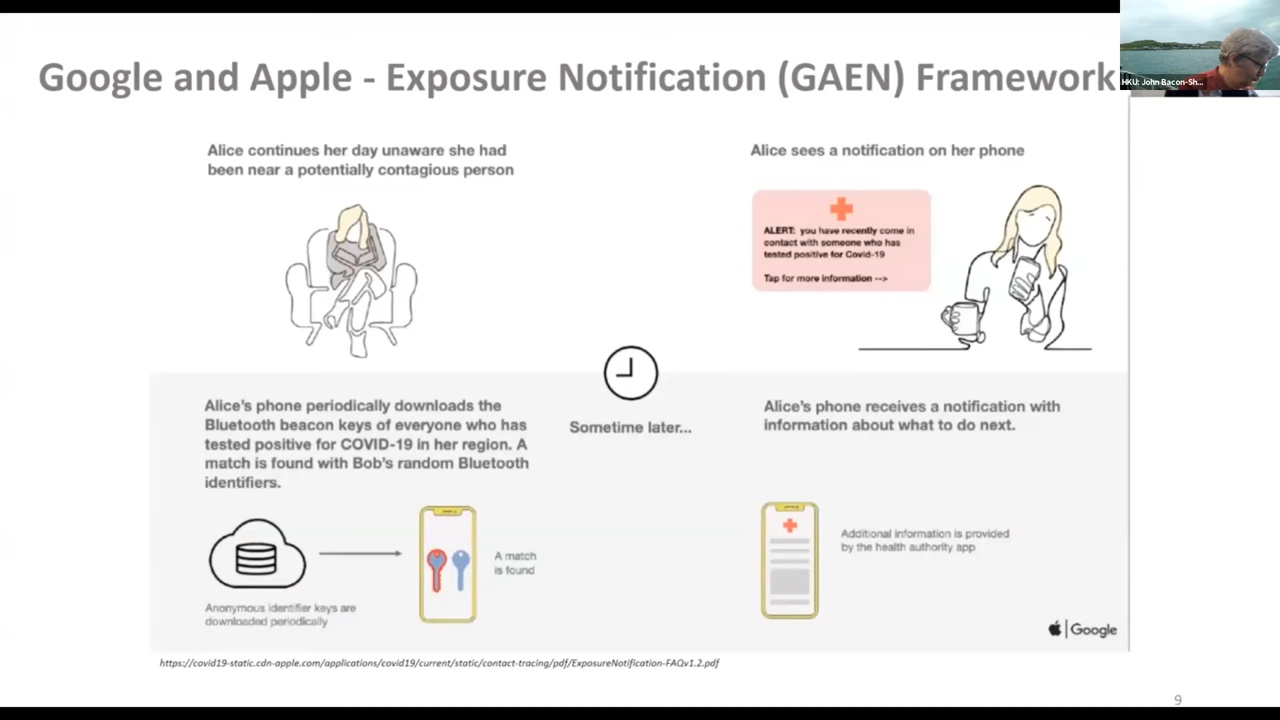 Google and Apple - Exposure Notification (GAEN) Framework
HKU: John Bacon-Sh...
Alice continues her day unaware she had
been near a potentially contagious person
Alice sees a notification on her phone
ALERT: you have recently come in
contact with someone who has
tested positive for Covid-19
Tap for more information -->
Alice's phone periodically downloads the
Bluetooth beacon keys of everyone who has
tested positive for COVID-19 in her region. A
match is found with Bob's random Bluetooth
identifiers.
Sometime later...
Alice's phone receives a notification with
information about what to do next.
A match
is found
Anonymous identifier keys are
downloaded periodically
Additional information is provided
by the health authority app
Google
https://covid19-static.cdn-apple.com/applications/covid19/current/static/contact-tracing/pdf/ExposureNotification-FAQv1.2.pdf
9